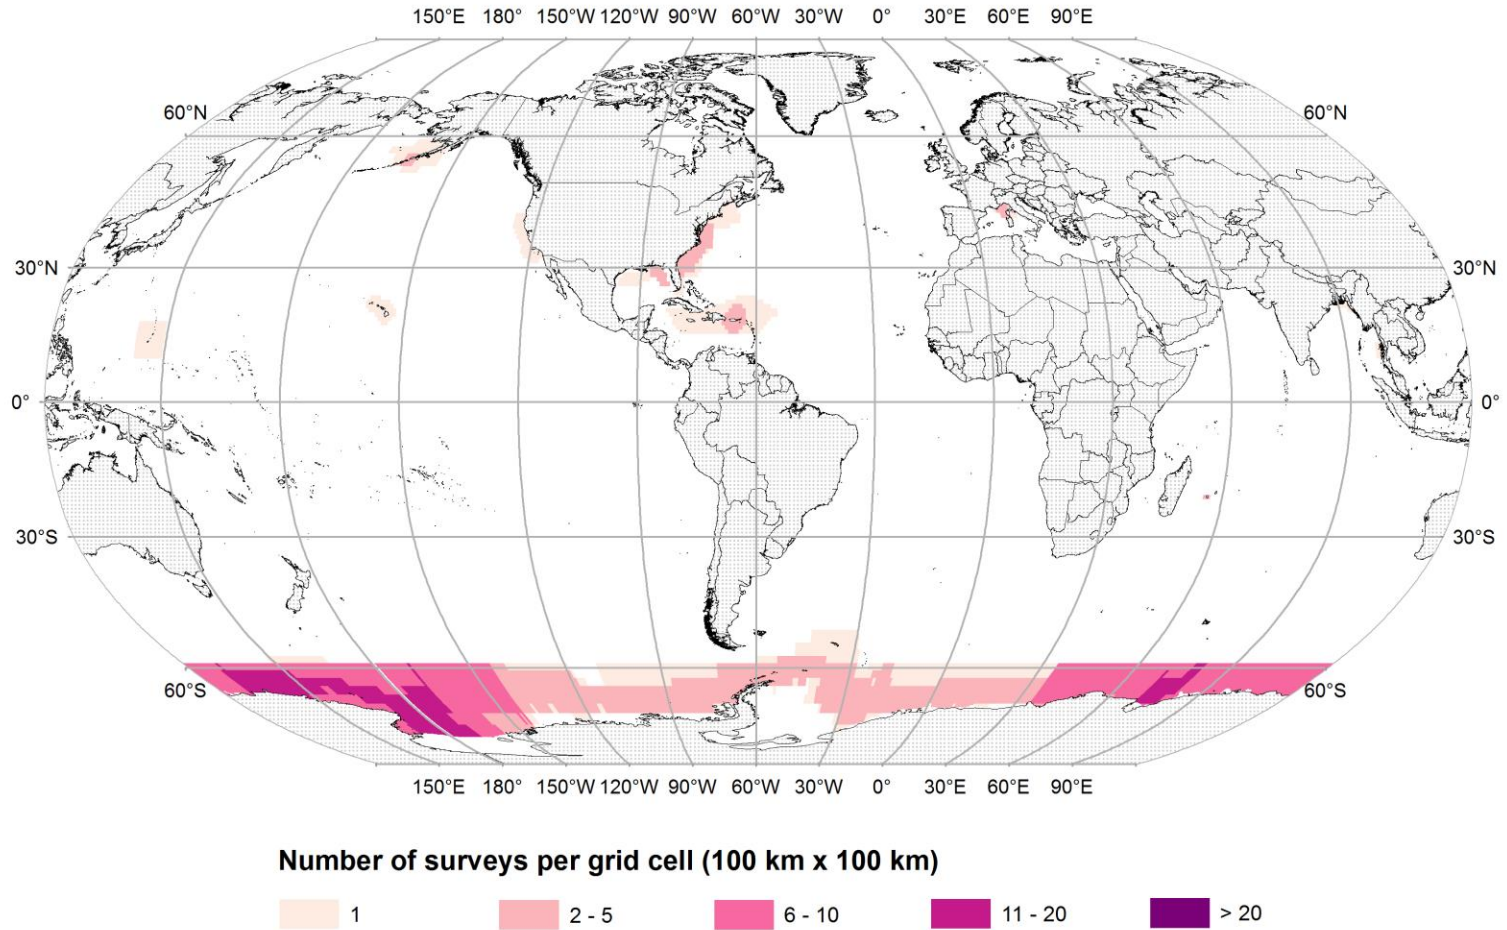 150°E 180° 150°W 120°W 90°W 60°W 30°W 0° 30°E 60°E 90°E
60°N 60°N
30°N 30°N
0° 0°
30°S 30°S
60°S 60°S
150°E 180° 150°W 120°W 90°W 60°W 30°W 0° 30°E 60°E 90°E
Number of surveys per grid cell (100 km x 100 km)
1 2 - 5 6 - 10 11 - 20 > 20